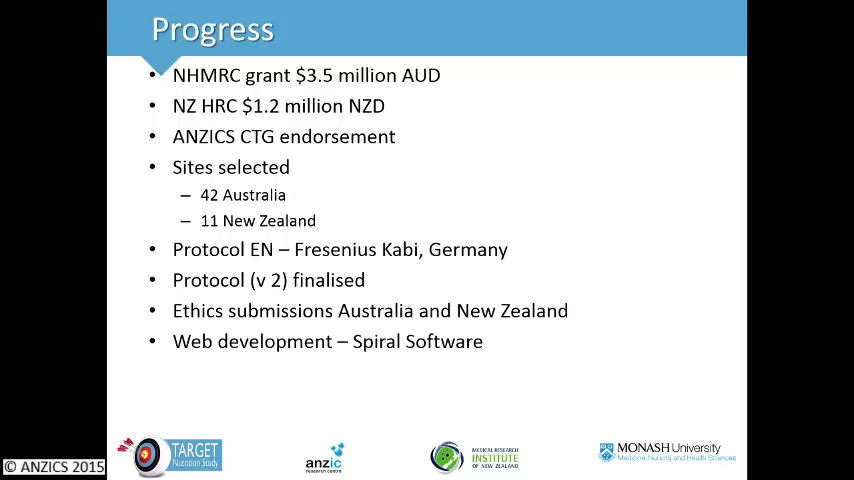 Progress
• NHMRC grant $3.5 million AUD
• NZ HRC $1.2 million NZD
• ANZICS CTG endorsement
• Sites selected
– 42 Australia
– 11 New Zealand
• Protocol EN – Fresenius Kabi, Germany
• Protocol (v 2) finalised
• Ethics submissions Australia and New Zealand
• Web development – Spiral Software
© ANZICS 2015
TARGET
Nutrition Study
anzic
research centre
MEDICAL RESEARCH
INSTITUTE
OF NEW ZEALAND
MONASH University
Medicine, Nursing and Health Sciences